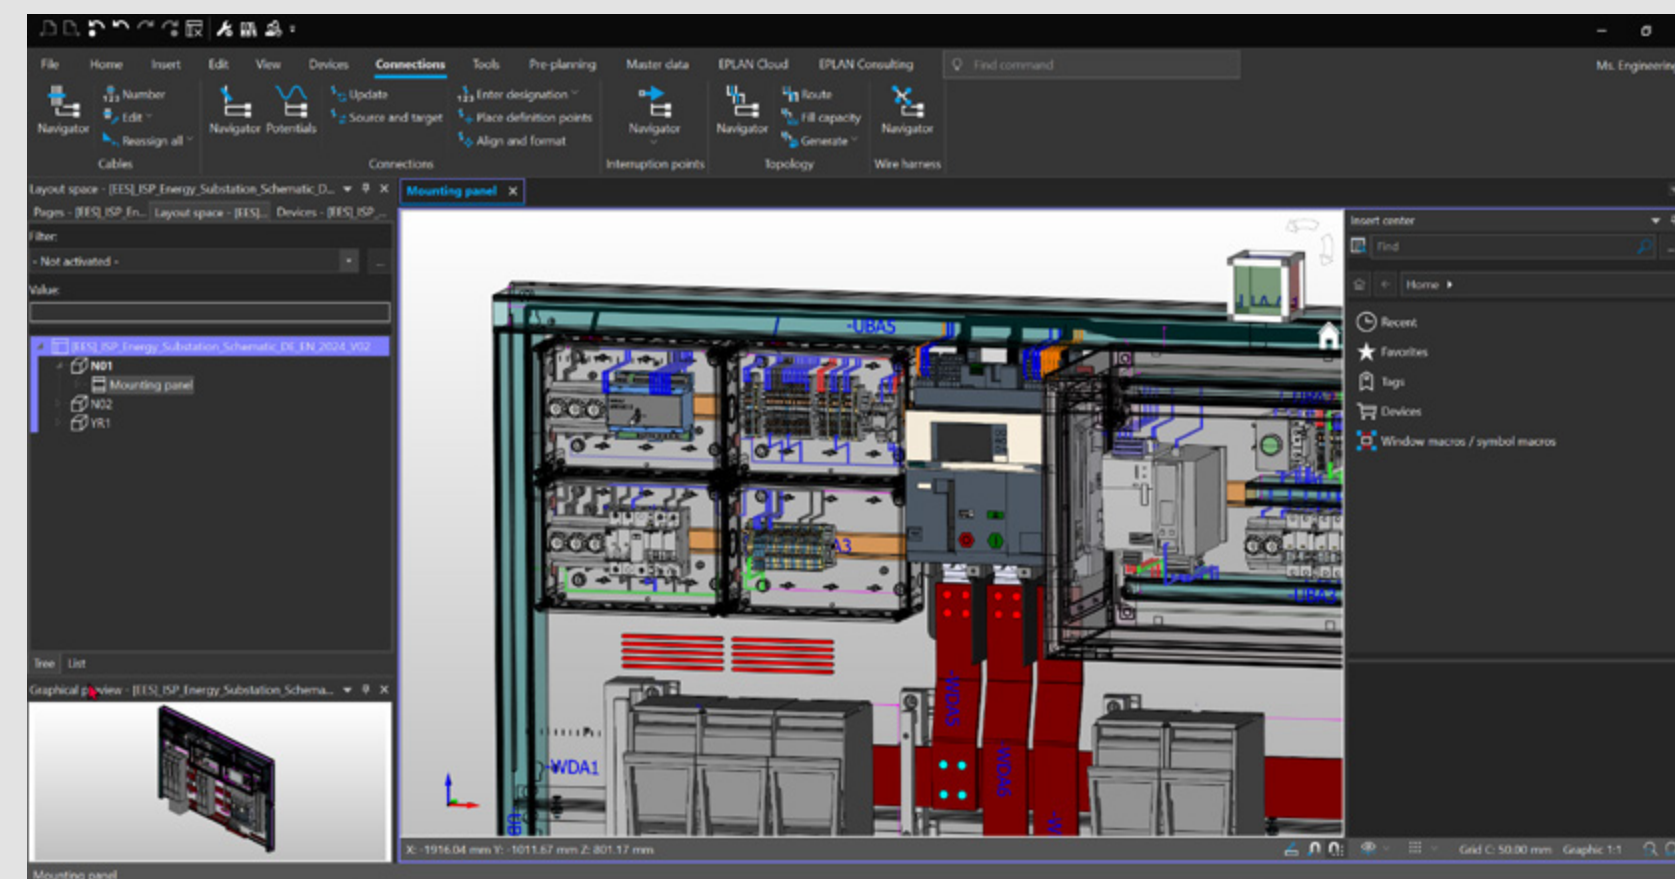 File Home Insert Edit View Devices Connections Tools Pre-planning Master data EPLAN Cloud EPLAN Consulting Find command
Ms. Engineering
Navigator
Number
Edit
Reassign all
Cables
Navigator Potentials
Update
Source and target
Enter designation
Place definition points
Align and format
Connections
Navigator
Interruption points
Navigator
Route
Fill capacity
Generate
Topology
Navigator
Wire harness
Layout space - [EES]_ISP_Energy_Substation_Schematic_D...
Pages - [EES]_ISP_En... Layout space - [EES]... Devices - [EES]_ISP_...
Filter:
- Not activated -
...
Value:
[EES]_ISP_Energy_Substation_Schematic_DE_EN_2024_V02
N01
Mounting panel
N02
YR1
Tree List
Graphical preview - [EES]_ISP_Energy_Substation_Schema...
Mounting panel
-UBA5
A3
-UBA3
-WDA5
-WDA6
-WDA1
X: -1916.04 mm Y: -1011.67 mm Z: 801.17 mm
Grid C: 50.00 mm Graphic 1:1
Insert center
Find
Home
Recent
Favorites
Tags
Devices
Window macros / symbol macros
Mounting panel